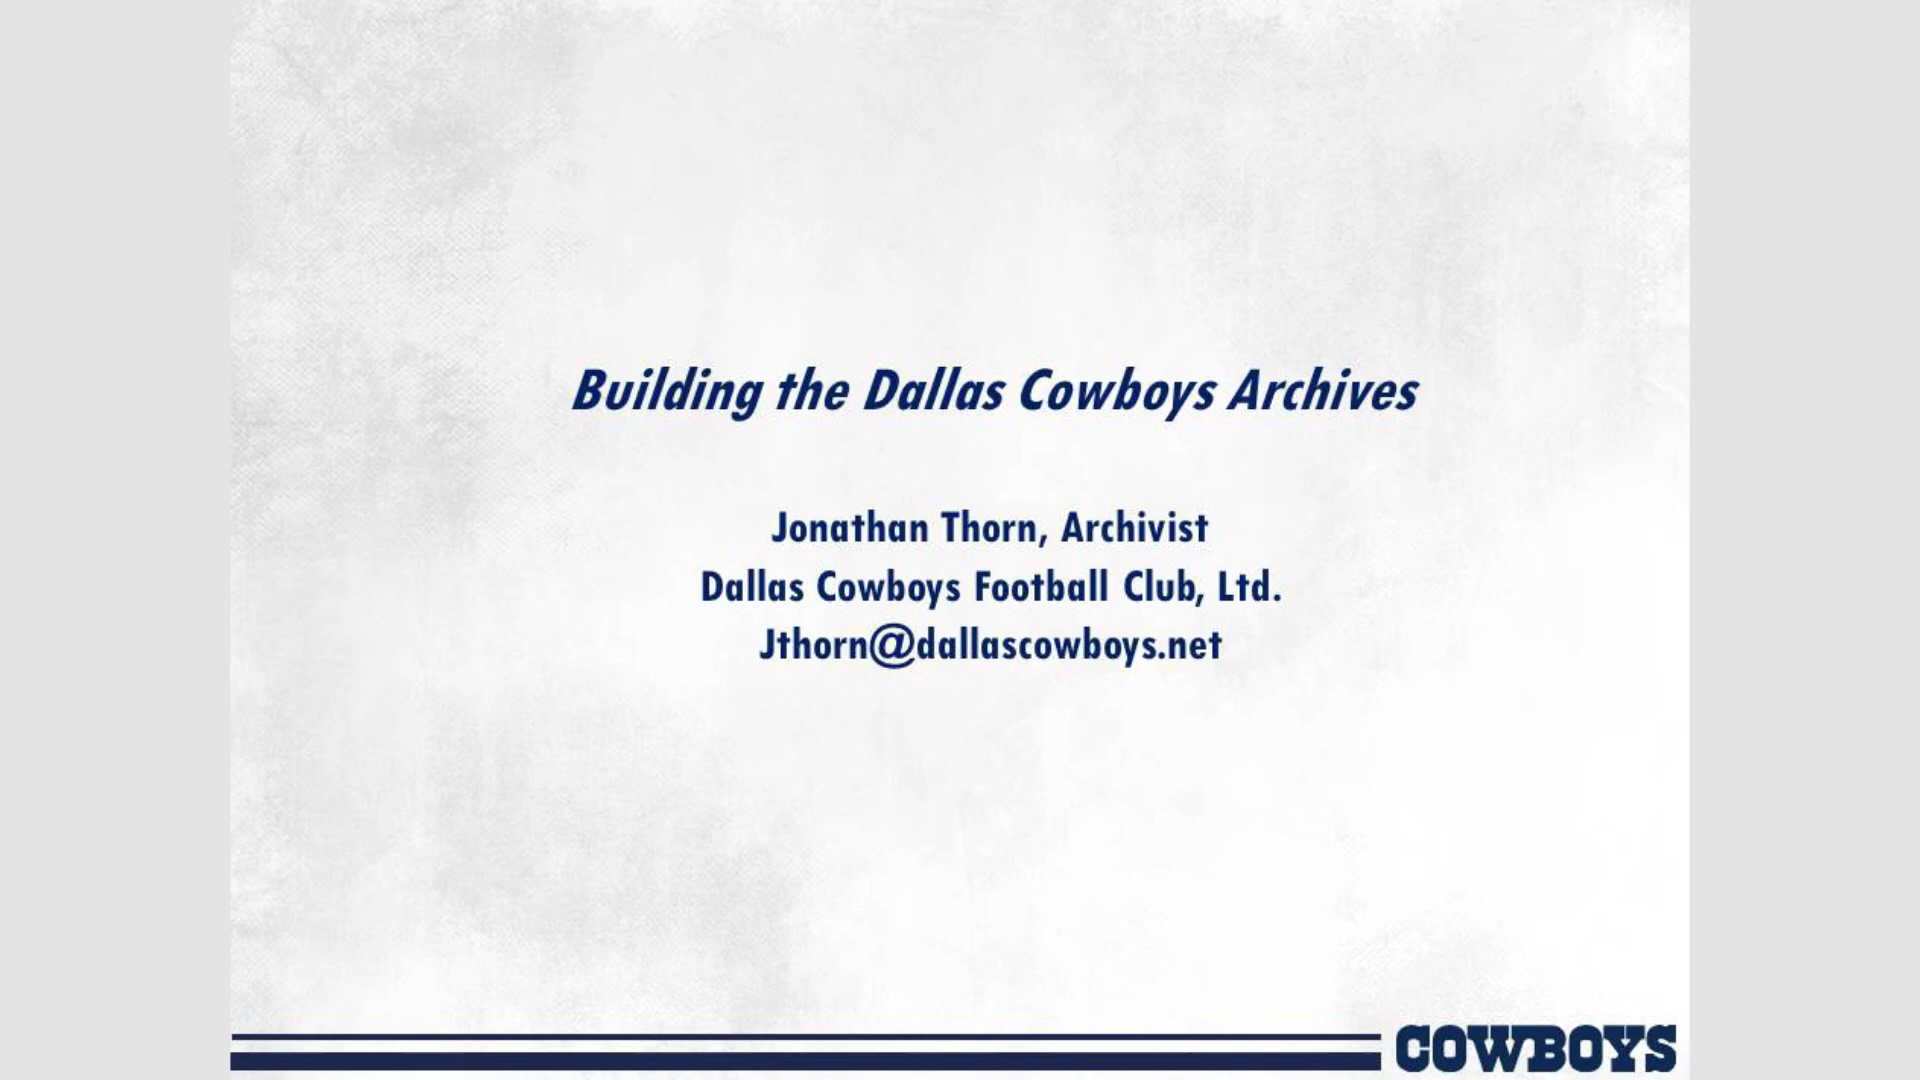 Building the Dallas Cowboys Archives
Jonathan Thorn, Archivist
Dallas Cowboys Football Club, Ltd.
Jthorn@dallascowboys.net
COWBOYS